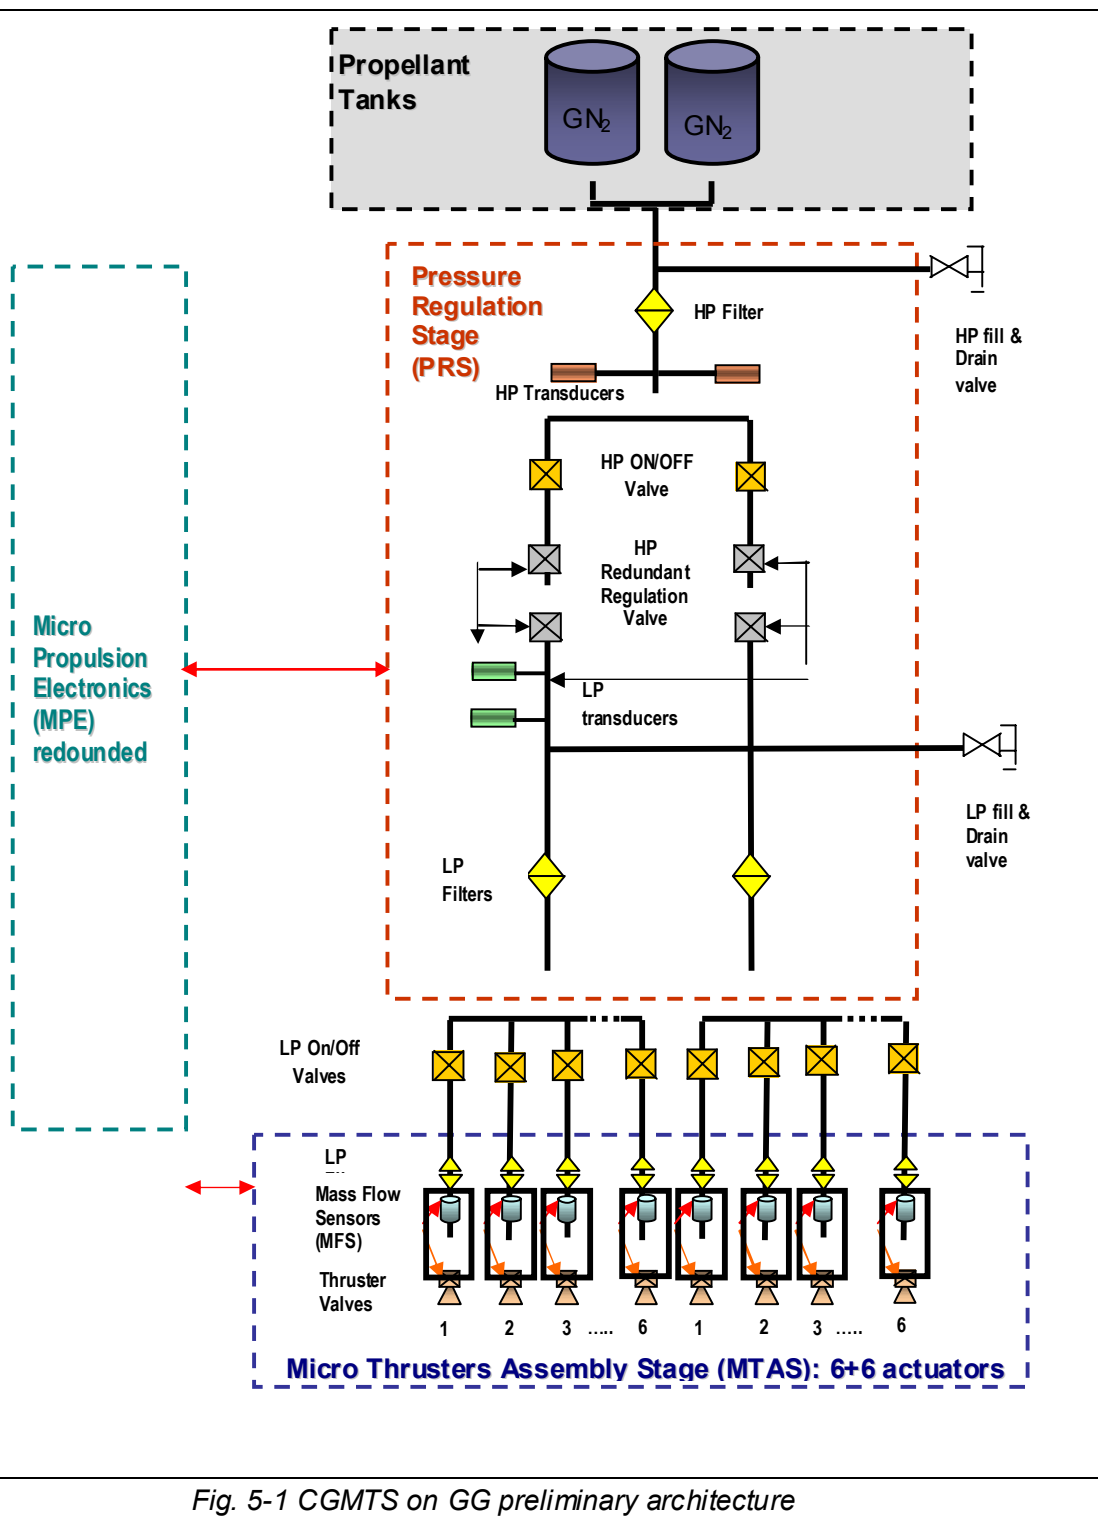 Propellant
Tanks
GN2
GN2
Pressure
Regulation
Stage
(PRS)
HP Filter
HP fill &
Drain
valve
HP Transducers
HP ON/OFF
Valve
HP
Redundant
Regulation
Valve
Micro
Propulsion
Electronics
(MPE)
redounded
LP
transducers
LP fill &
Drain
valve
LP
Filters
LP On/Off
Valves
LP
Mass Flow
Sensors
(MFS)
Thruster
Valves
1 2 3 ..... 6 1 2 3 ..... 6
Micro Thrusters Assembly Stage (MTAS): 6+6 actuators
Fig. 5-1 CGMTS on GG preliminary architecture